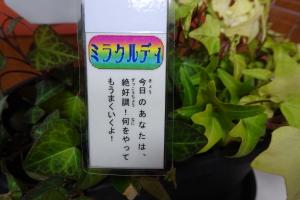 ミラクルディ
今日のあなたは、
絶好調！何をやって
もうまくいくよ！